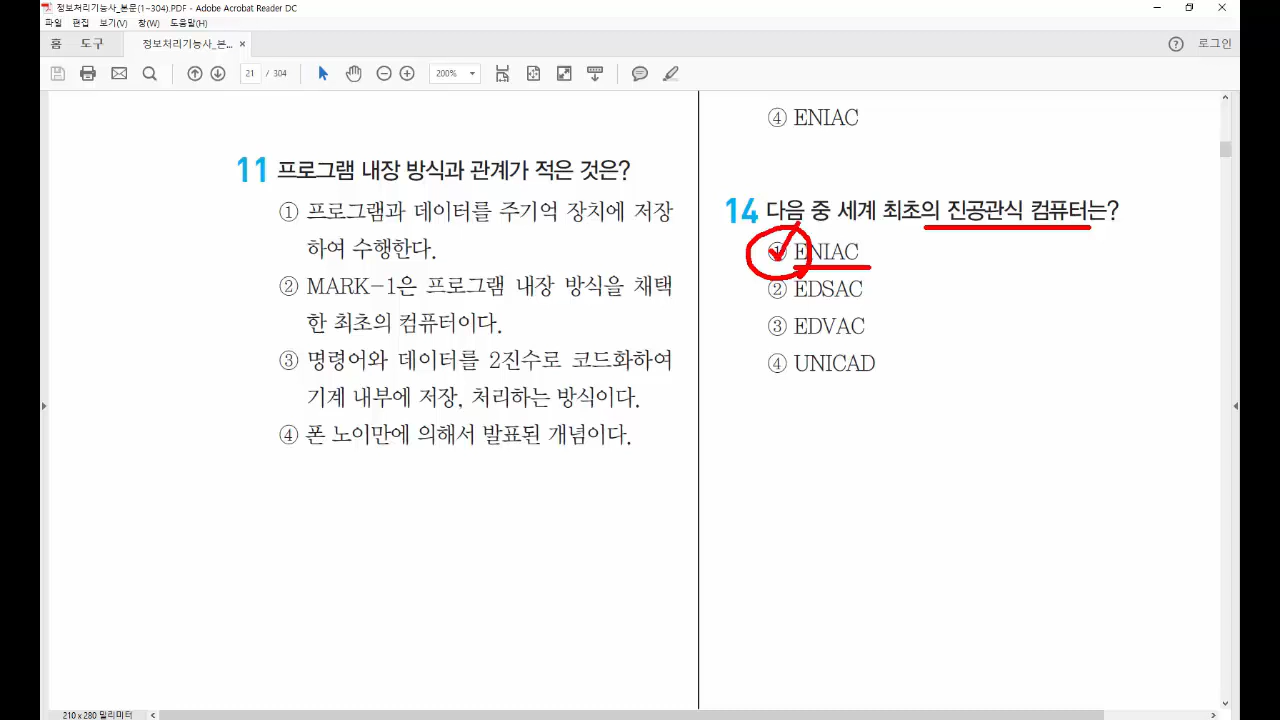 정보처리기능사_본문(1~304).PDF - Adobe Acrobat Reader DC
파일 편집 보기(V) 창(W) 도움말(H)
홈 도구 정보처리기능사_본... × ? 로그인
21 / 304 200%
11 프로그램 내장 방식과 관계가 적은 것은?
① 프로그램과 데이터를 주기억 장치에 저장
하여 수행한다.
② MARK-1은 프로그램 내장 방식을 채택
한 최초의 컴퓨터이다.
③ 명령어와 데이터를 2진수로 코드화하여
기계 내부에 저장, 처리하는 방식이다.
④ 폰 노이만에 의해서 발표된 개념이다.
④ ENIAC
14 다음 중 세계 최초의 진공관식 컴퓨터는?
① ENIAC
② EDSAC
③ EDVAC
④ UNICAD
210 x 280 밀리미터